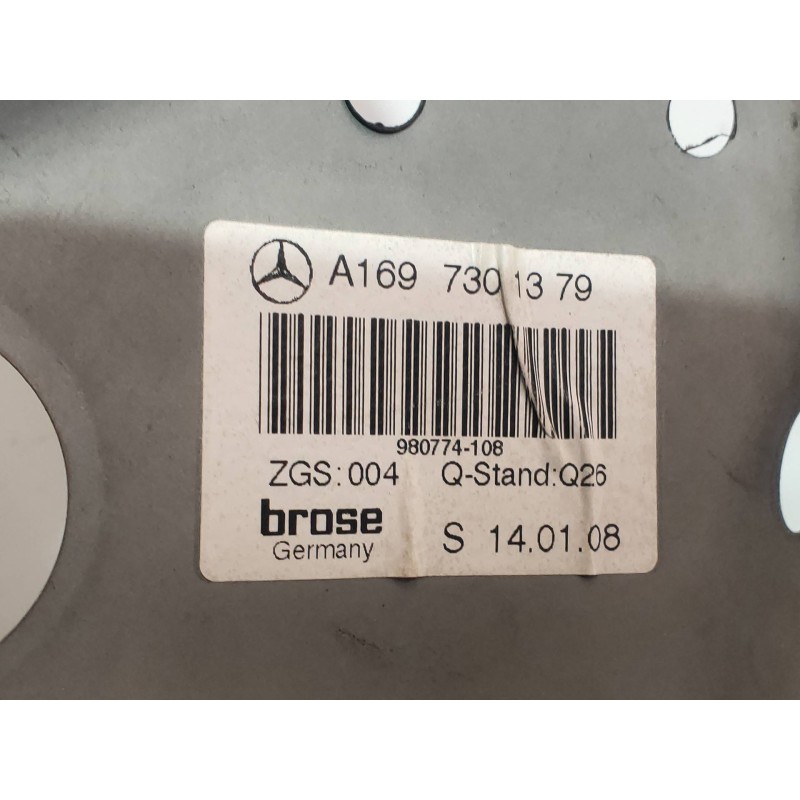 A169 730 13 79
980774-108
ZGS:004 Q-Stand:Q26
brose
Germany S 14.01.08